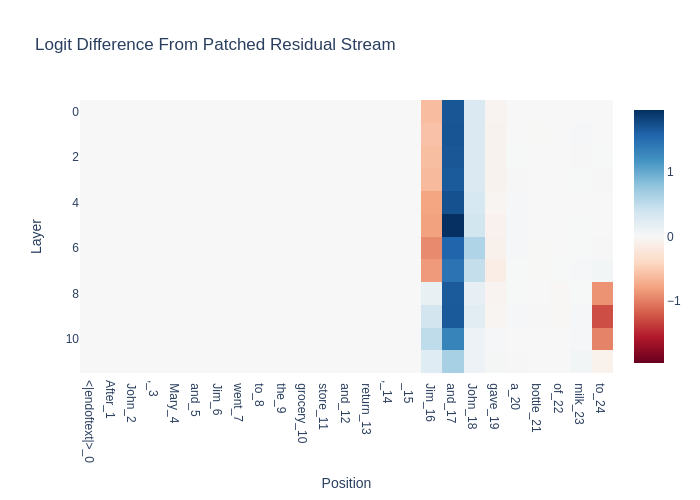 Logit Difference From Patched Residual Stream
0
2
4
6
8
10
Layer
1
0
−1
<|endoftext|>_0
After_1
John_2
,_3
Mary_4
and_5
Jim_6
went_7
to_8
the_9
grocery_10
store_11
and_12
return_13
,_14
_15
Jim_16
and_17
John_18
gave_19
a_20
bottle_21
of_22
milk_23
to_24
Position